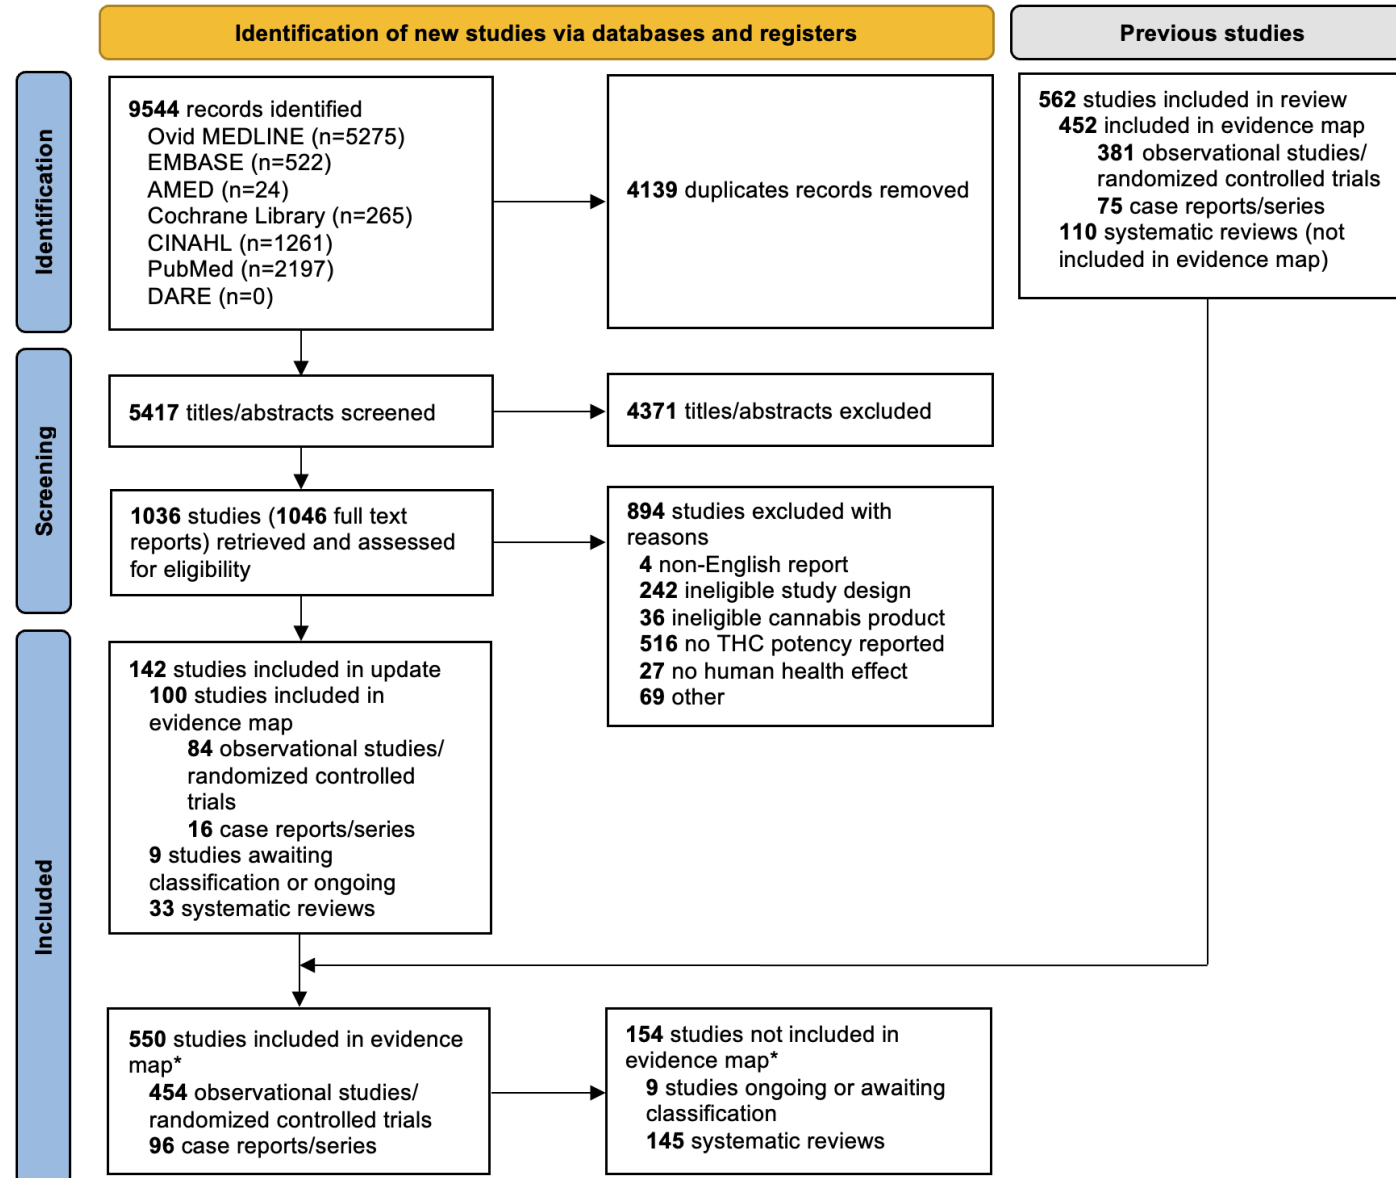 Identification of new studies via databases and registers
Previous studies
Identification
9544 records identified
Ovid MEDLINE (n=5275)
EMBASE (n=522)
AMED (n=24)
Cochrane Library (n=265)
CINAHL (n=1261)
PubMed (n=2197)
DARE (n=0)
4139 duplicates records removed
562 studies included in review
452 included in evidence map
381 observational studies/
randomized controlled trials
75 case reports/series
110 systematic reviews (not
included in evidence map)
Screening
5417 titles/abstracts screened
4371 titles/abstracts excluded
1036 studies (1046 full text
reports) retrieved and assessed
for eligibility
894 studies excluded with
reasons
4 non-English report
242 ineligible study design
36 ineligible cannabis product
516 no THC potency reported
27 no human health effect
69 other
Included
142 studies included in update
100 studies included in
evidence map
84 observational studies/
randomized controlled
trials
16 case reports/series
9 studies awaiting
classification or ongoing
33 systematic reviews
550 studies included in evidence
map*
454 observational studies/
randomized controlled trials
96 case reports/series
154 studies not included in
evidence map*
9 studies ongoing or awaiting
classification
145 systematic reviews